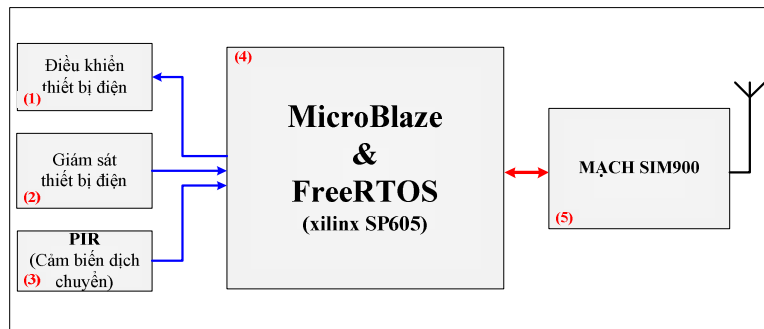 Điều khiển
thiết bị điện
(1)
Giám sát
thiết bị điện
(2)
PIR
(Cảm biến dịch
chuyển)
(3)
(4)
MicroBlaze
&
FreeRTOS
(xilinx SP605)
MẠCH SIM900
(5)